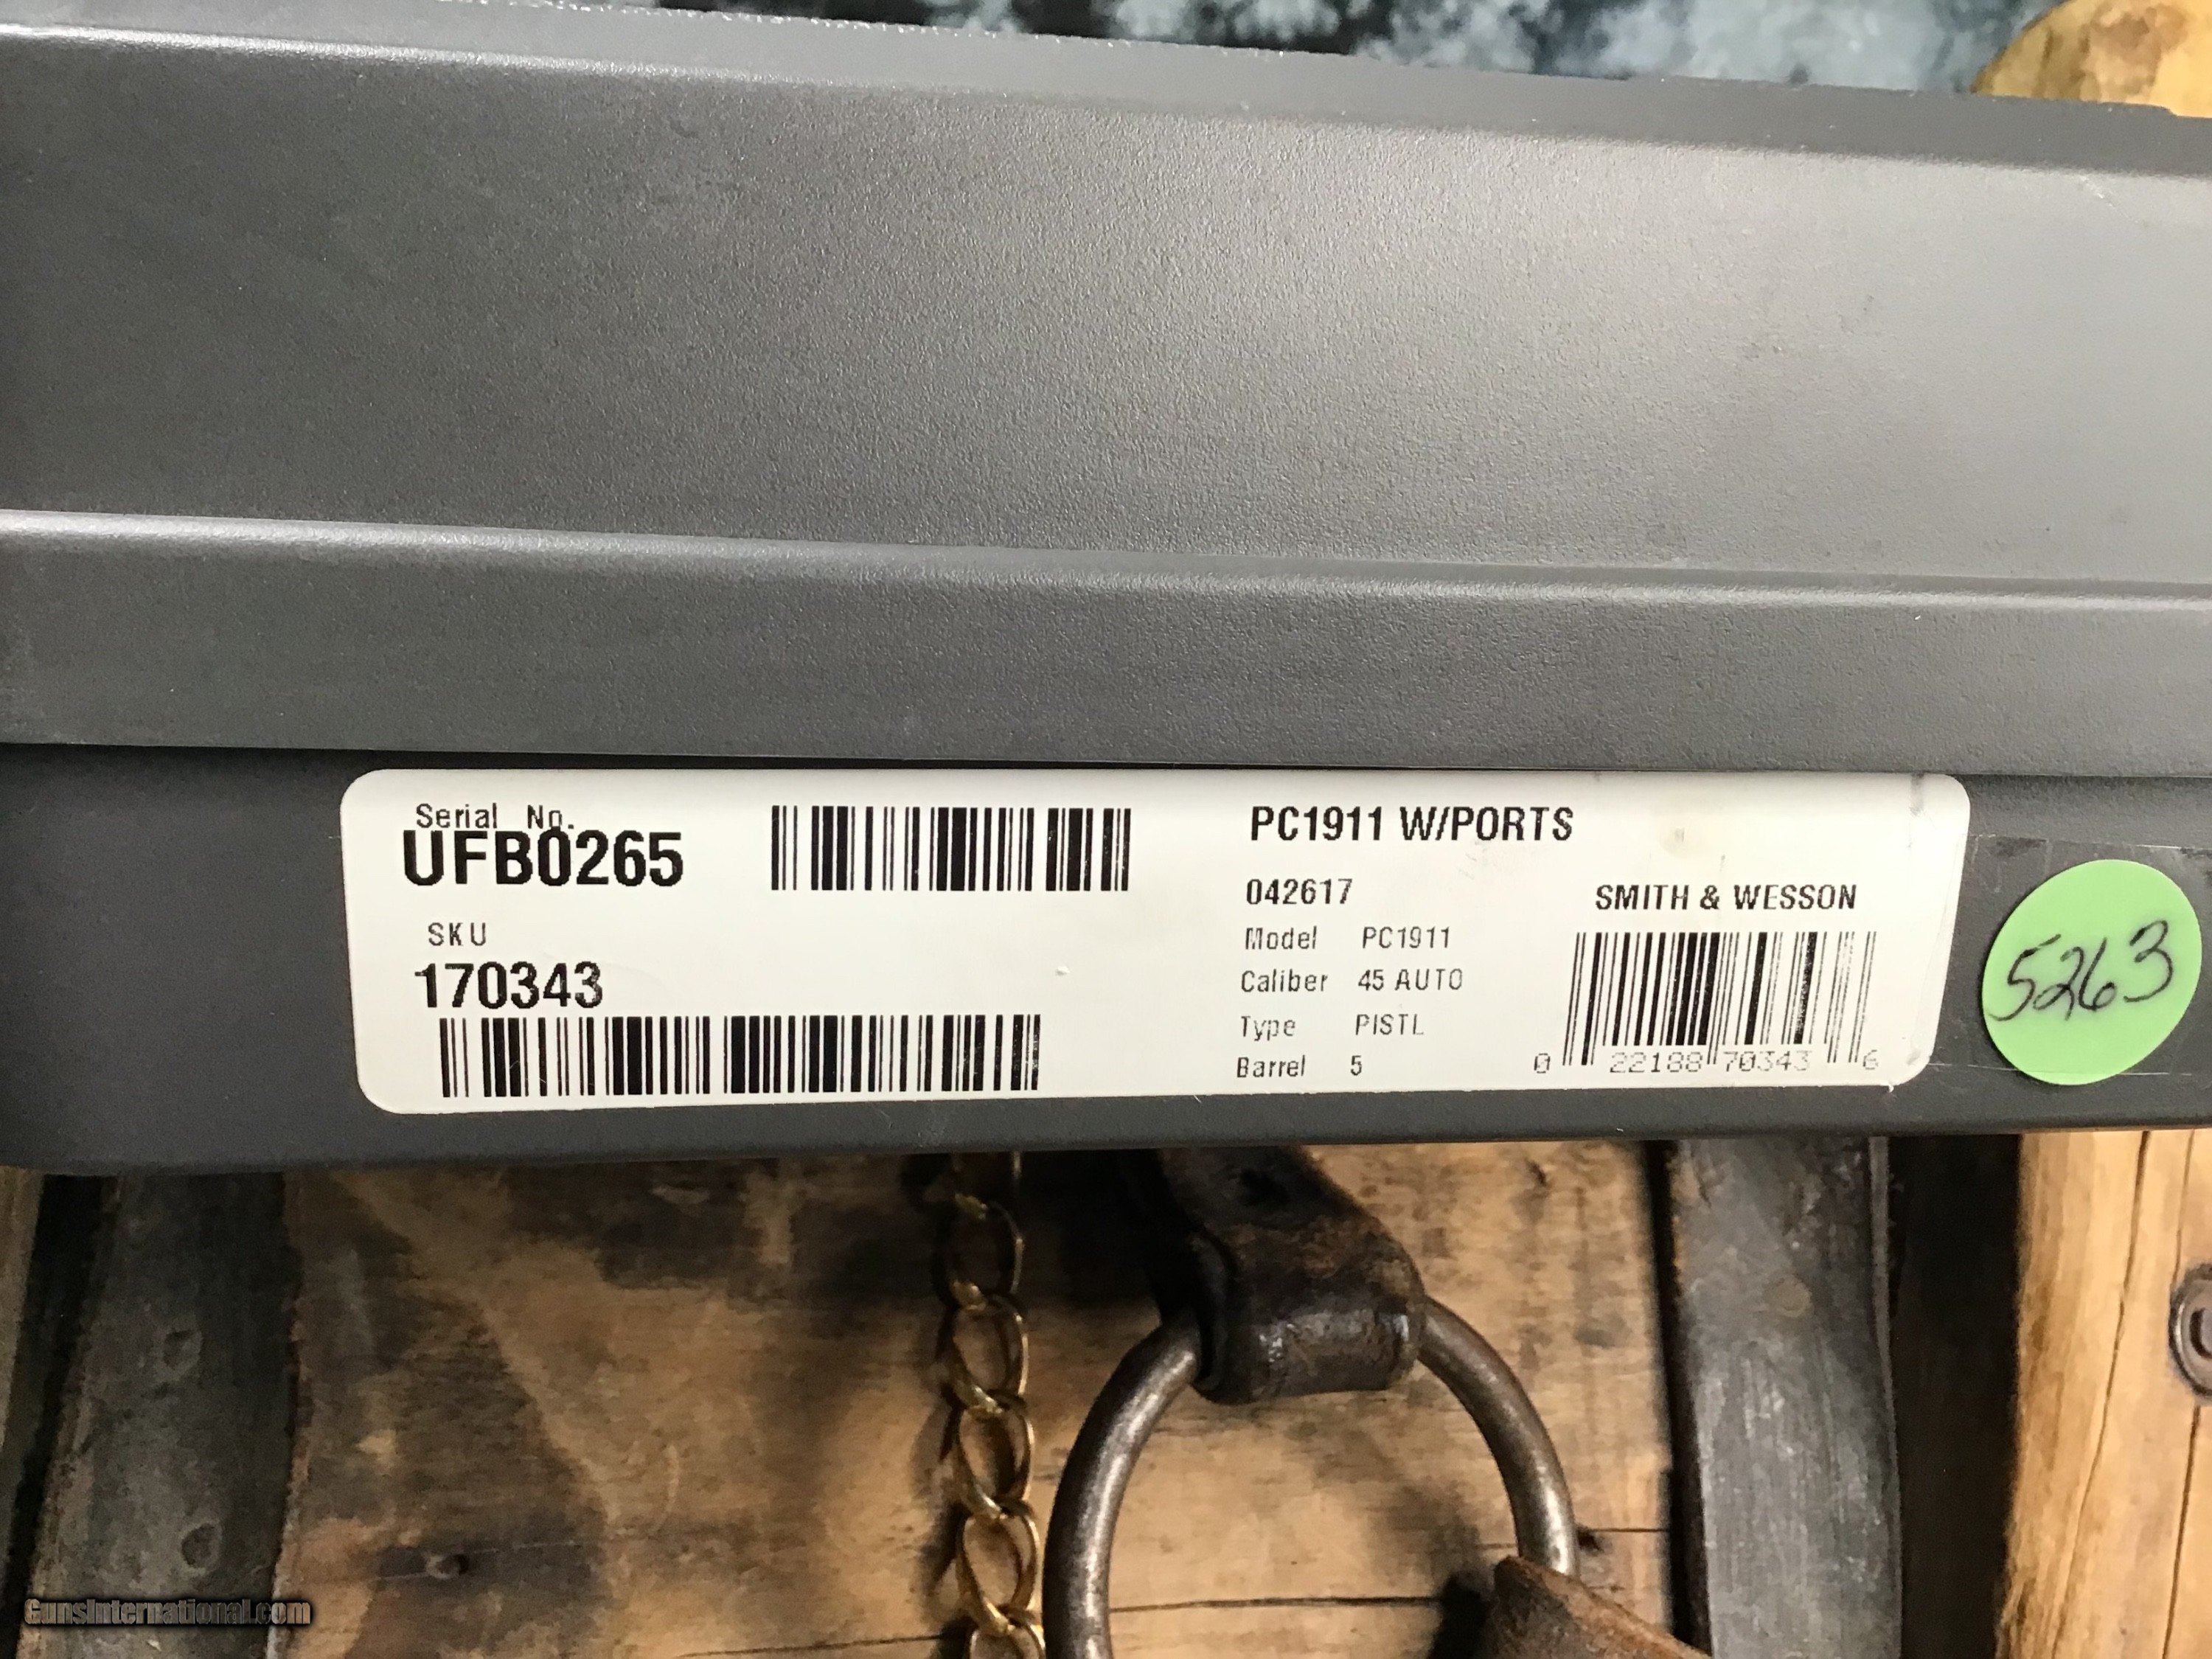 Serial No.
UFB0265
SKU
170343
PC1911 W/PORTS
042617
Model PC1911
Caliber 45 AUTO
Type PISTL
Barrel 5
SMITH & WESSON
0 22188 70343 6
5263
GunsInternational.com